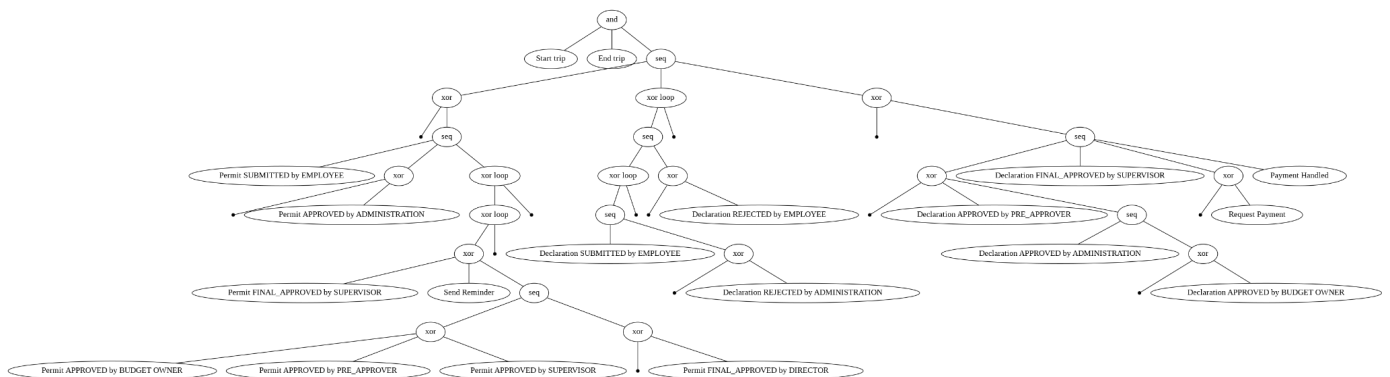 and
Start trip
End trip
seq
xor
xor loop
xor
seq
seq
seq
Permit SUBMITTED by EMPLOYEE
xor
xor loop
xor loop
xor
xor
Declaration FINAL_APPROVED by SUPERVISOR
xor
Payment Handled
Permit APPROVED by ADMINISTRATION
xor loop
seq
Declaration REJECTED by EMPLOYEE
Declaration APPROVED by PRE_APPROVER
seq
Request Payment
xor
Declaration SUBMITTED by EMPLOYEE
xor
Declaration APPROVED by ADMINISTRATION
xor
Permit FINAL_APPROVED by SUPERVISOR
Send Reminder
seq
Declaration REJECTED by ADMINISTRATION
Declaration APPROVED by BUDGET OWNER
xor
xor
Permit APPROVED by BUDGET OWNER
Permit APPROVED by PRE_APPROVER
Permit APPROVED by SUPERVISOR
Permit FINAL_APPROVED by DIRECTOR